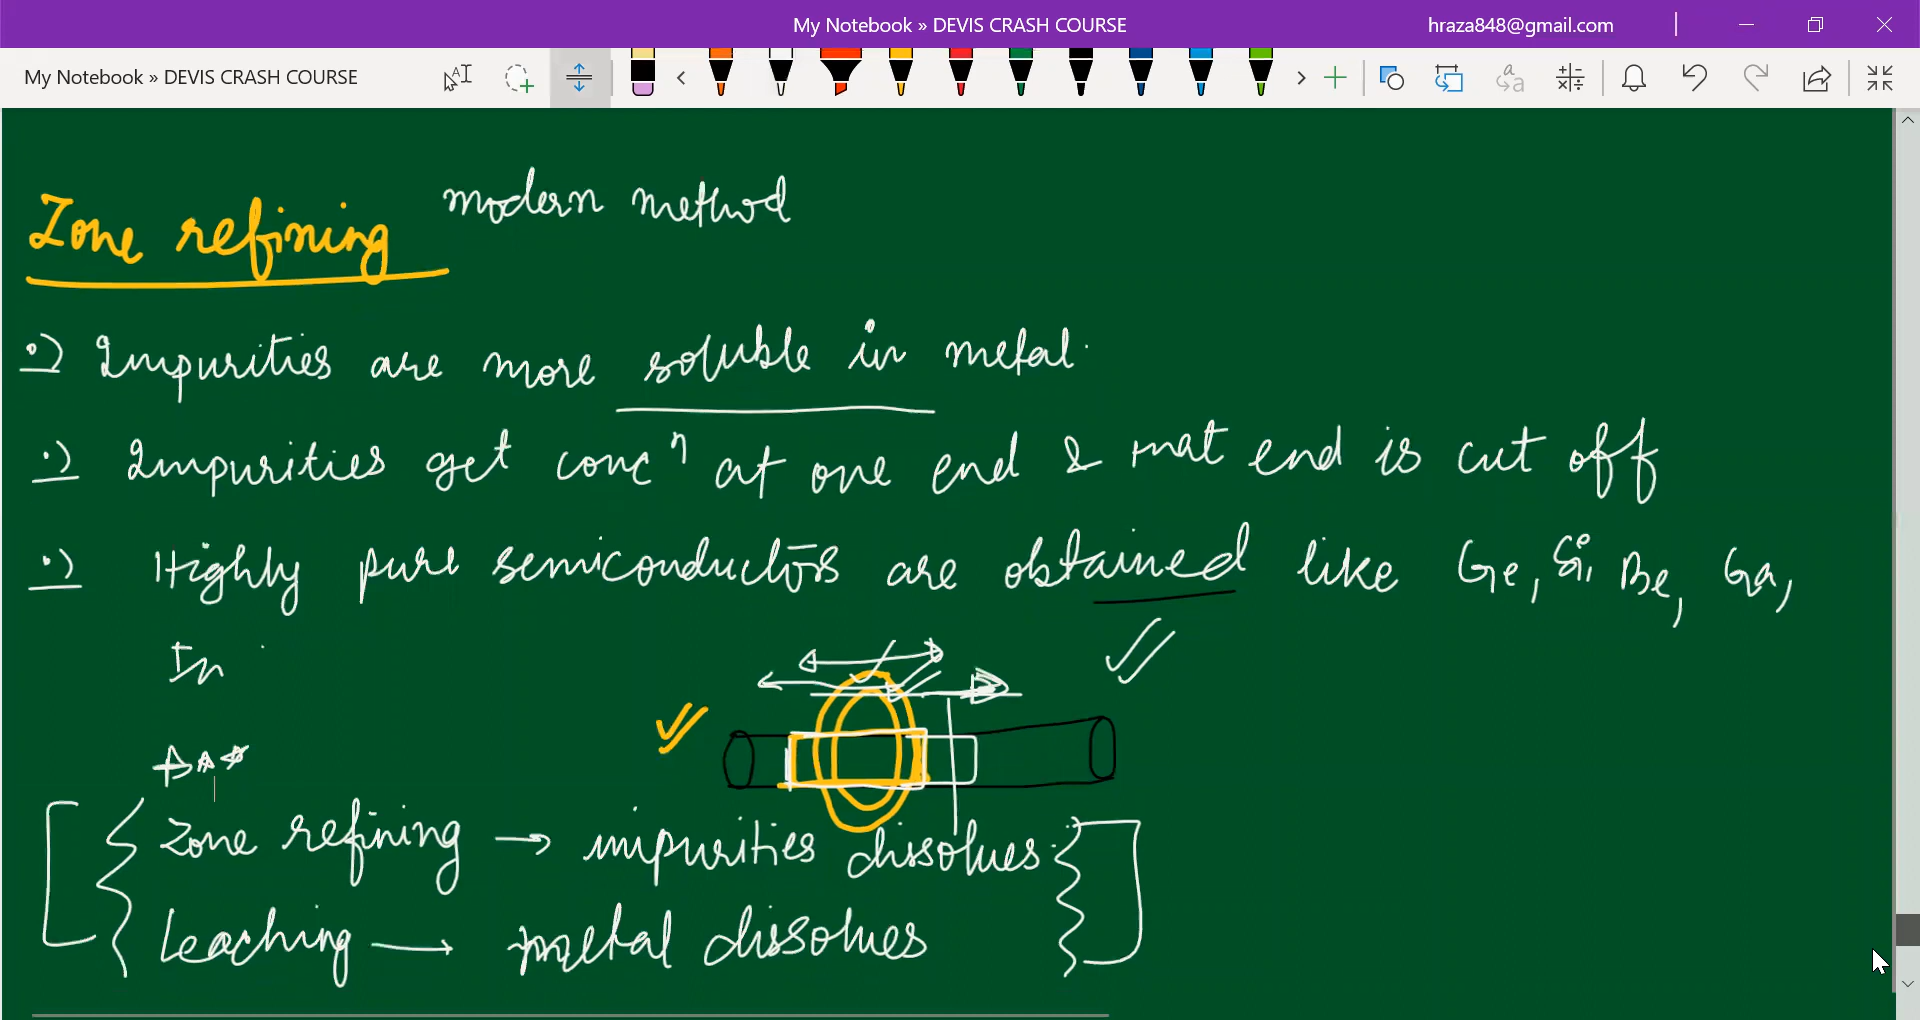 My Notebook » DEVIS CRASH COURSE
hraza848@gmail.com
My Notebook » DEVIS CRASH COURSE
Zone refining modern method
Impurities are more soluble in metal.
Impurities get concⁿ at one end & that end is cut off
Highly pure semiconductors are obtained like Ge, Si, Be, Ga,
In
Zone refining → impurities dissolves.
Leaching → metal dissolves